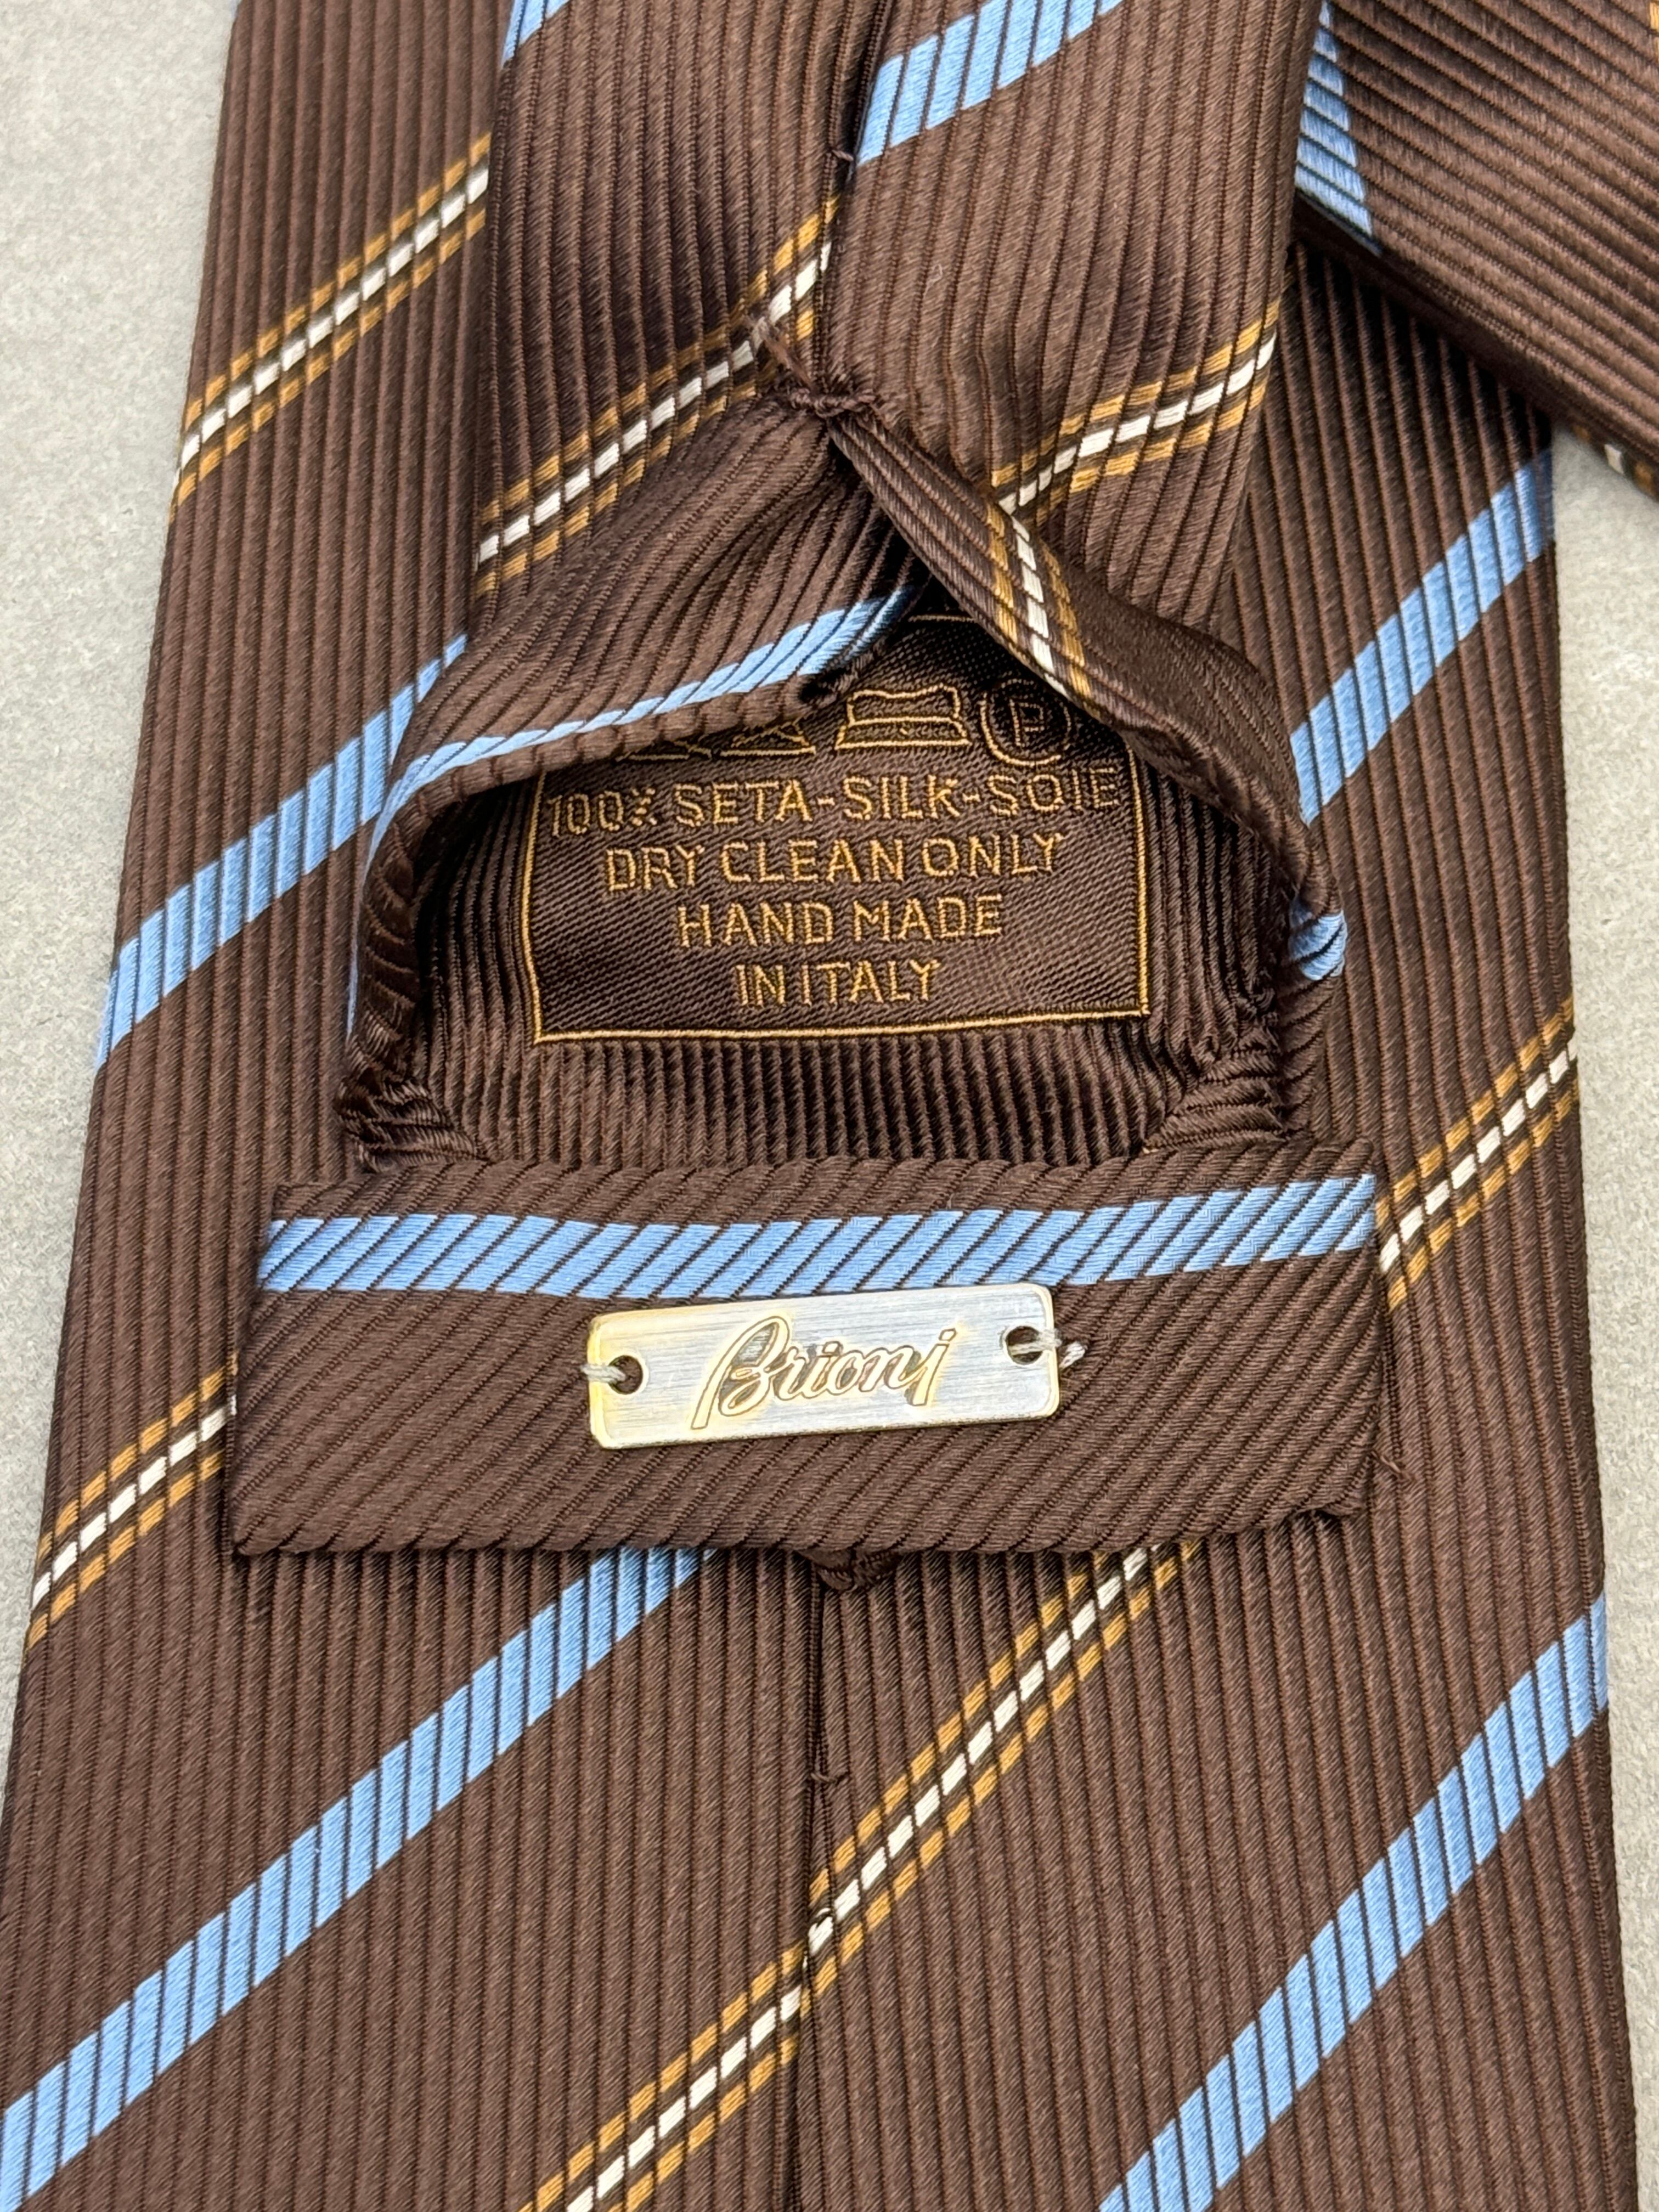 P
100% SETA-SILK-SOIE
DRY CLEAN ONLY
HAND MADE
IN ITALY
Brioni